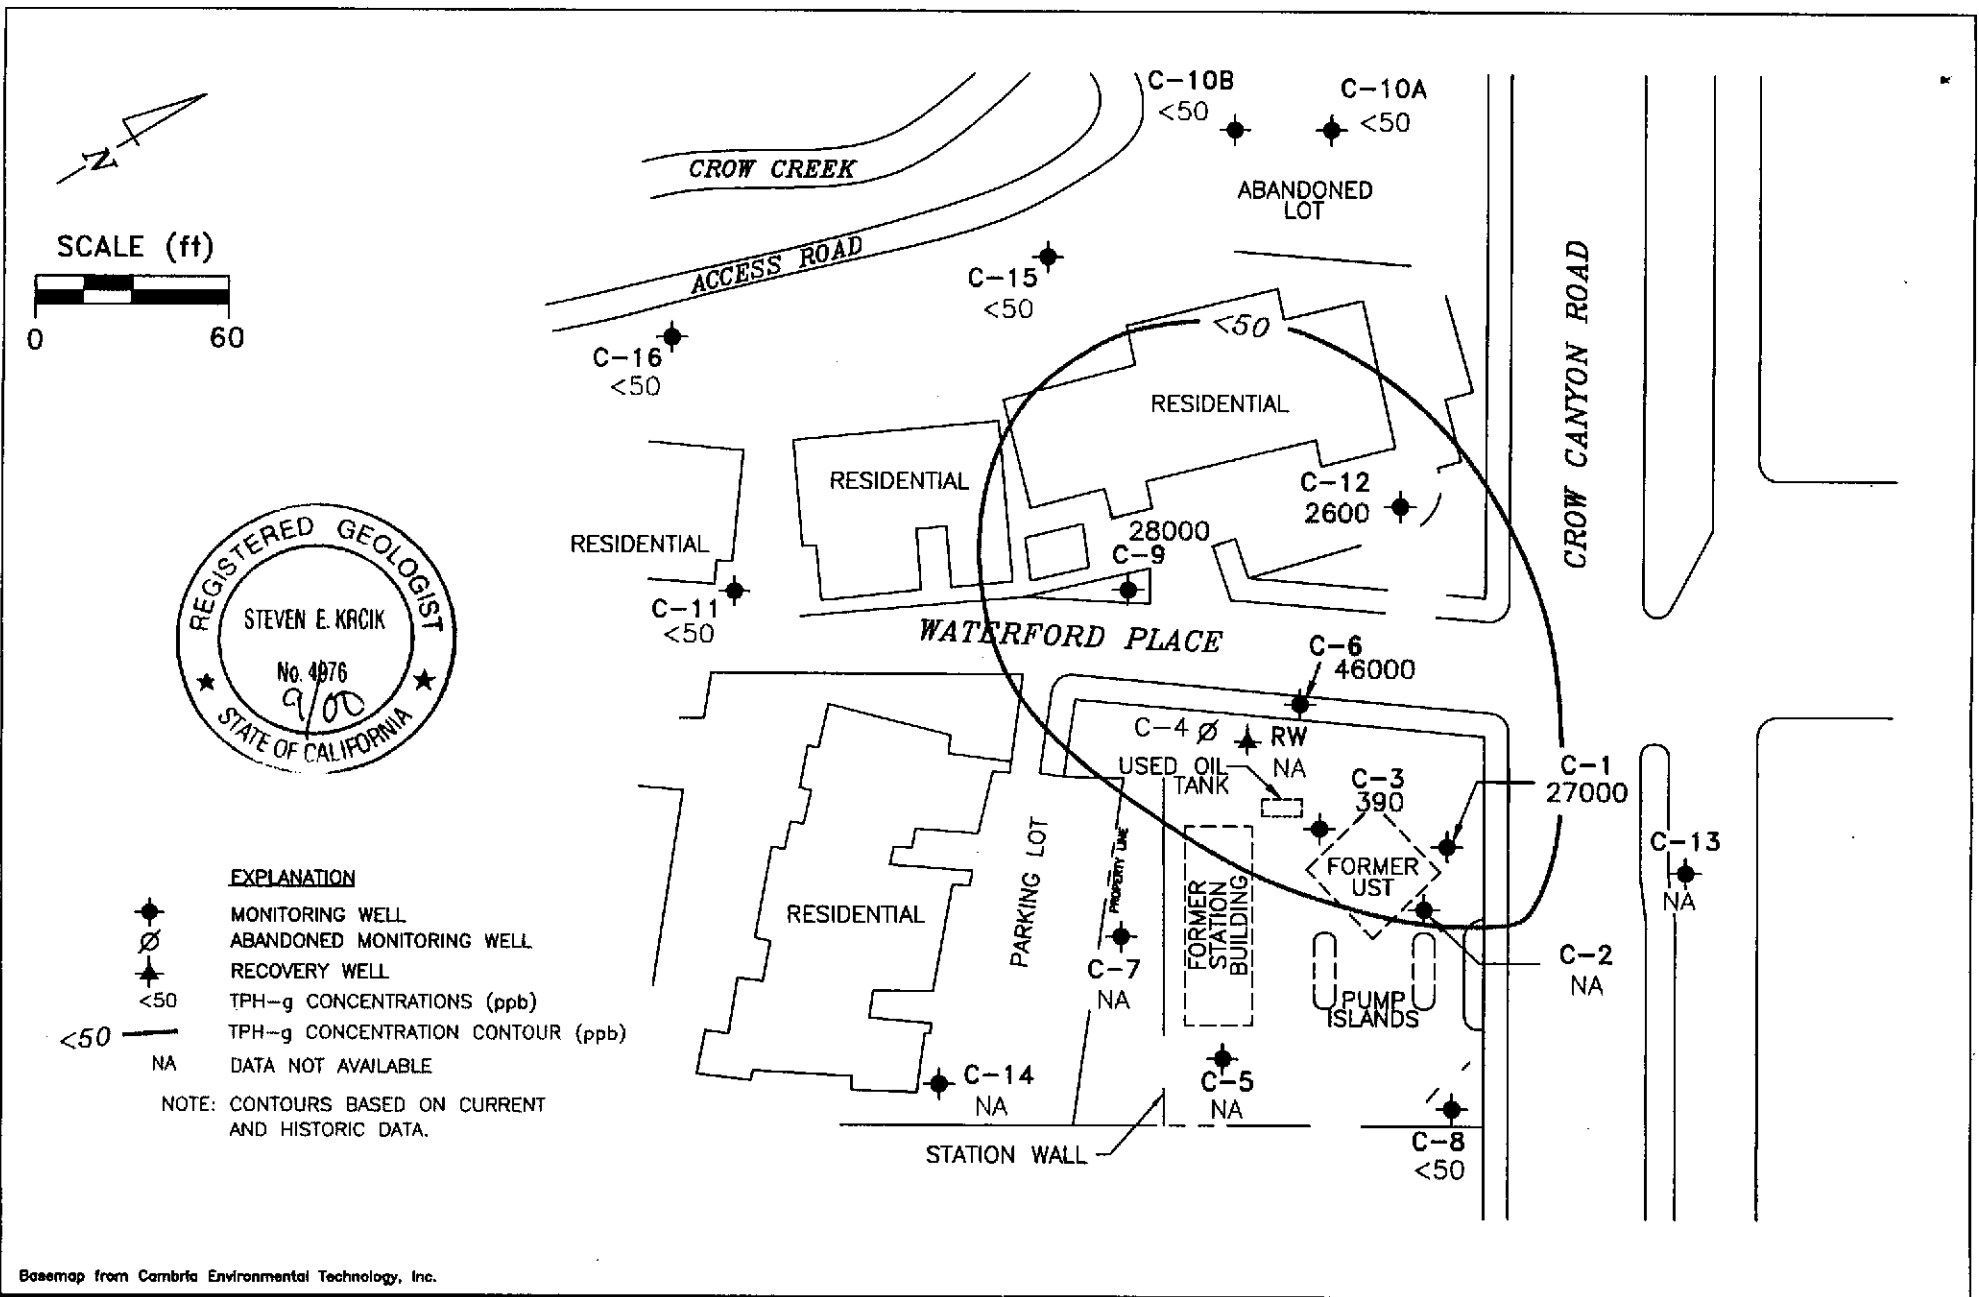 N
SCALE (ft)
0 60
CROW CREEK
ACCESS ROAD
C-10B
<50
C-10A
<50
ABANDONED
LOT
CROW CANYON ROAD
C-15
<50
C-16
<50
<50
RESIDENTIAL
RESIDENTIAL
RESIDENTIAL
C-12
2600
28000
C-9
C-11
<50
WATERFORD PLACE
C-6
46000
C-4
RW
NA
USED OIL
TANK
C-3
390
C-1
27000
FORMER
UST
C-13
NA
PROPERTY LINE
PARKING LOT
RESIDENTIAL
FORMER
STATION
BUILDING
C-7
NA
C-2
NA
PUMP
ISLANDS
C-14
NA
C-5
NA
C-8
<50
STATION WALL
REGISTERED GEOLOGIST
STEVEN E. KRCIK
No. 4976
9/00
STATE OF CALIFORNIA
EXPLANATION
MONITORING WELL
ABANDONED MONITORING WELL
RECOVERY WELL
<50 TPH-g CONCENTRATIONS (ppb)
<50 TPH-g CONCENTRATION CONTOUR (ppb)
NA DATA NOT AVAILABLE
NOTE: CONTOURS BASED ON CURRENT
AND HISTORIC DATA.
Basemap from Cambria Environmental Technology, Inc.